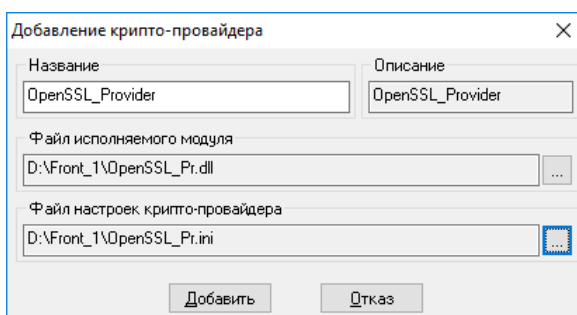 Добавление крипто-провайдера
Название
Описание
OpenSSL_Provider
OpenSSL_Provider
Файл исполняемого модуля
D:\Front_1\OpenSSL_Pr.dll
...
Файл настроек крипто-провайдера
D:\Front_1\OpenSSL_Pr.ini
...
Добавить
Отказ